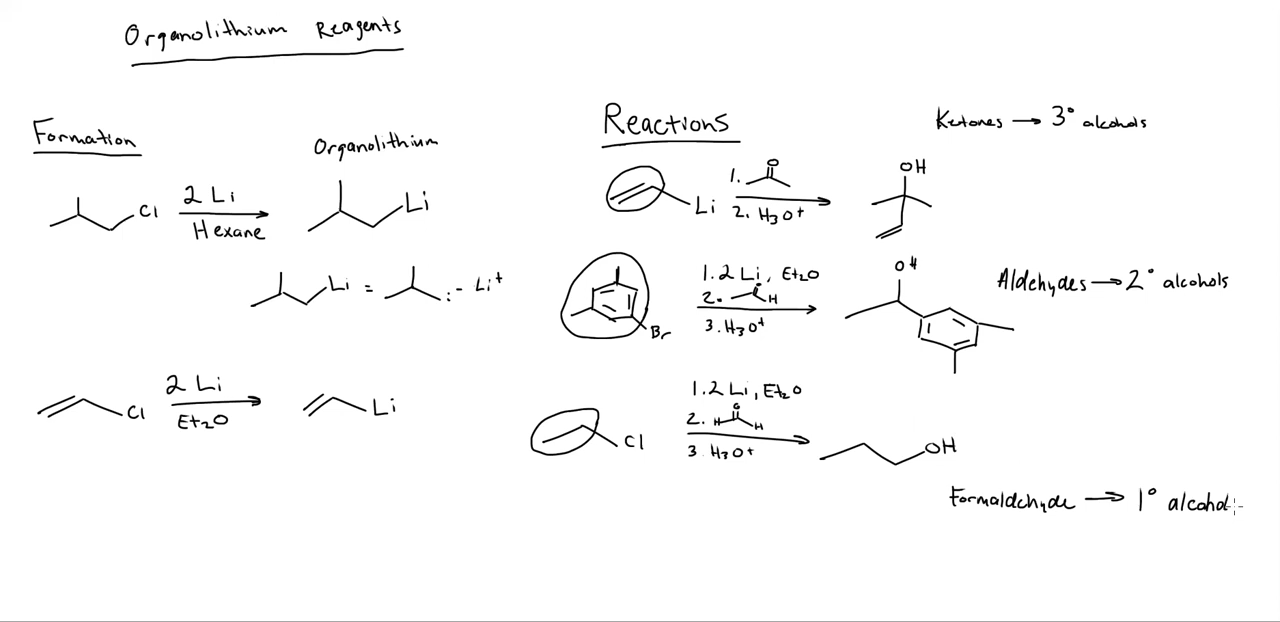 Organolithium Reagents
Formation
Organolithium
Cl
2 Li
Hexane
Li
Li = :- Li+
Cl
2 Li
Et2O
Li
Reactions
Ketones → 3° alcohols
Li
1. O
2. H3O+
OH
Br
1. 2 Li, Et2O
2. O H
3. H3O+
OH
Aldehydes → 2° alcohols
Cl
1. 2 Li, Et2O
2. H O H
3. H3O+
OH
Formaldehyde → 1° alcohol